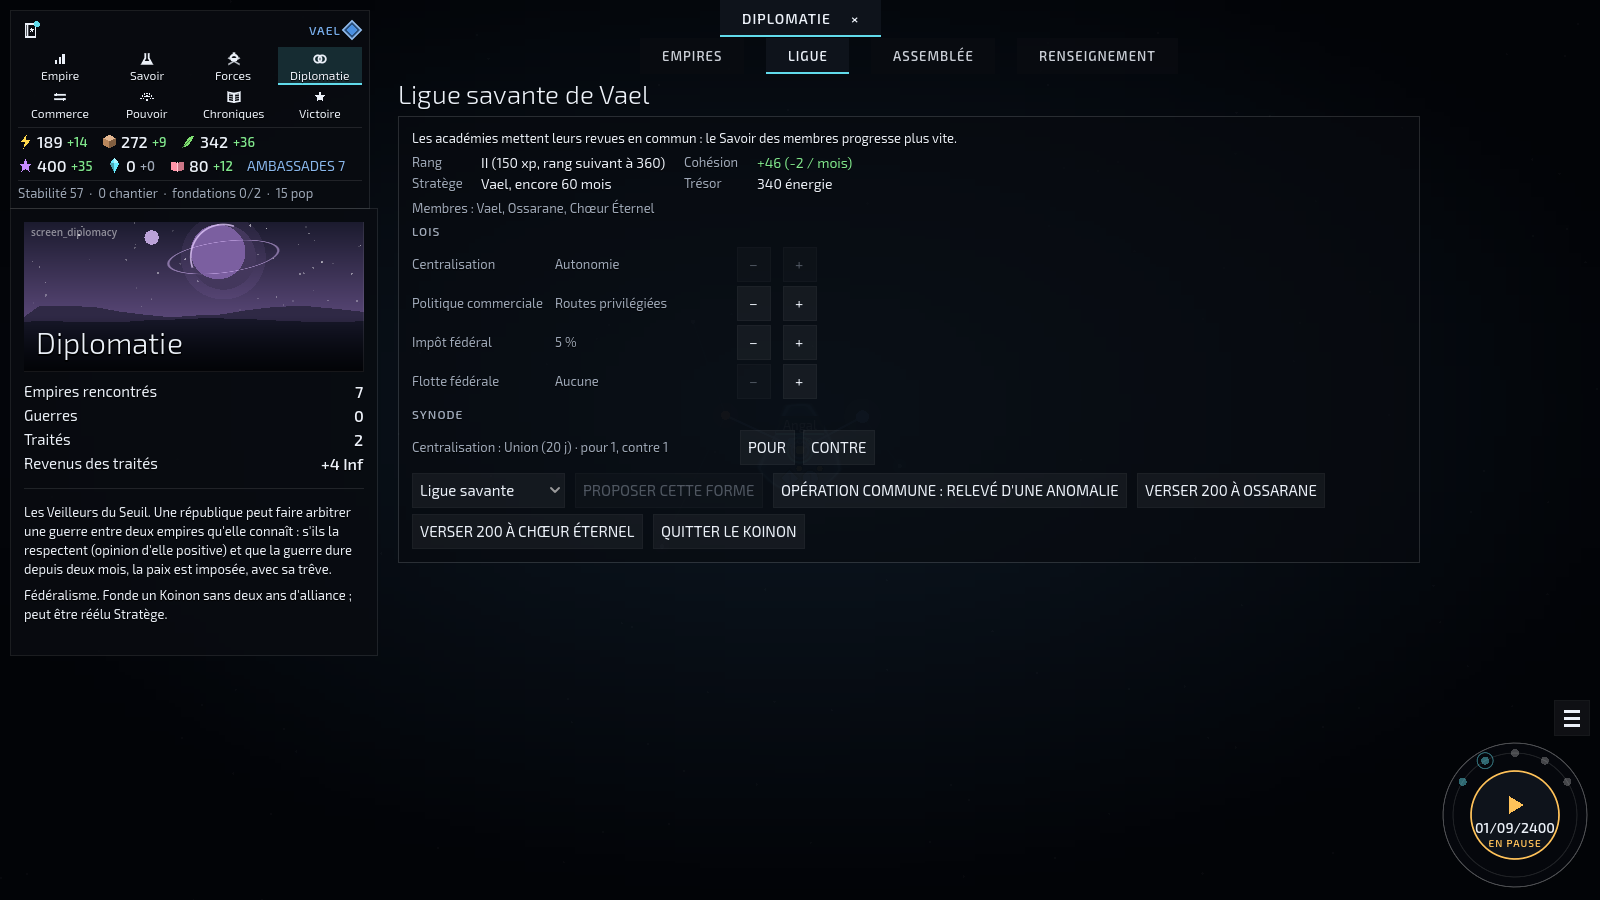 VAEL
Empire
Savoir
Forces
Diplomatie
Commerce
Pouvoir
Chroniques
Victoire
189 +14 272 +9 342 +36
400 +35 0 +0 80 +12 AMBASSADES 7
Stabilité 57 · 0 chantier · fondations 0/2 · 15 pop
screen_diplomacy
Diplomatie
Empires rencontrés 7
Guerres 0
Traités 2
Revenus des traités +4 Inf
Les Veilleurs du Seuil. Une république peut faire arbitrer
une guerre entre deux empires qu'elle connaît : s'ils la
respectent (opinion d'elle positive) et que la guerre dure
depuis deux mois, la paix est imposée, avec sa trêve.
Fédéralisme. Fonde un Koinon sans deux ans d'alliance ;
peut être réélu Stratège.
DIPLOMATIE ×
EMPIRES
LIGUE
ASSEMBLÉE
RENSEIGNEMENT
Ligue savante de Vael
Les académies mettent leurs revues en commun : le Savoir des membres progresse plus vite.
Rang II (150 xp, rang suivant à 360) Cohésion +46 (-2 / mois)
Stratège Vael, encore 60 mois Trésor 340 énergie
Membres : Vael, Ossarane, Chœur Éternel
LOIS
Centralisation Autonomie − +
Politique commerciale Routes privilégiées − +
Impôt fédéral 5 % − +
Flotte fédérale Aucune − +
SYNODE
Centralisation : Union (20 j) · pour 1, contre 1 POUR CONTRE
Ligue savante PROPOSER CETTE FORME OPÉRATION COMMUNE : RELEVÉ D'UNE ANOMALIE VERSER 200 À OSSARANE
VERSER 200 À CHŒUR ÉTERNEL QUITTER LE KOINON
01/09/2400
EN PAUSE